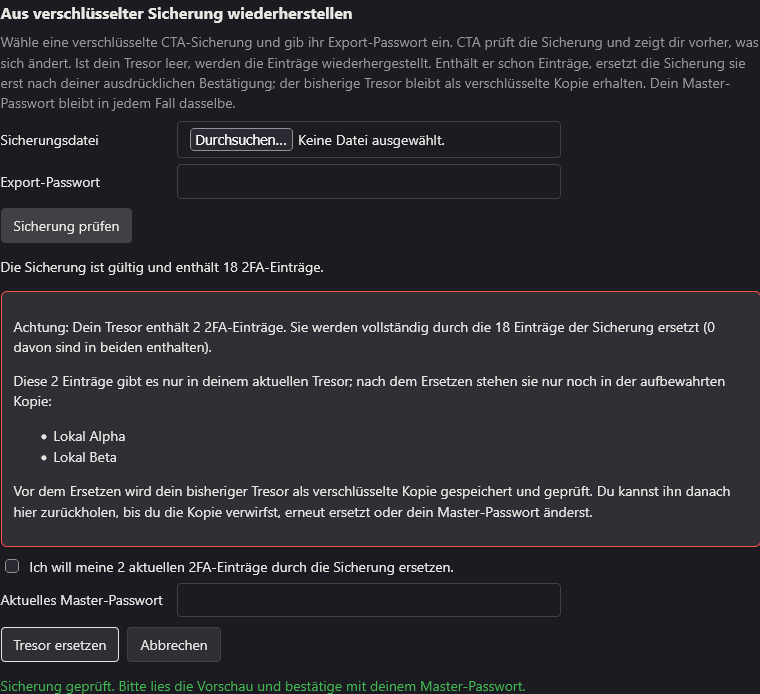 Aus verschlüsselter Sicherung wiederherstellen
Wähle eine verschlüsselte CTA-Sicherung und gib ihr Export-Passwort ein. CTA prüft die Sicherung und zeigt dir vorher, was
sich ändert. Ist dein Tresor leer, werden die Einträge wiederhergestellt. Enthält er schon Einträge, ersetzt die Sicherung sie
erst nach deiner ausdrücklichen Bestätigung; der bisherige Tresor bleibt als verschlüsselte Kopie erhalten. Dein Master-
Passwort bleibt in jedem Fall dasselbe.
Sicherungsdatei Durchsuchen... Keine Datei ausgewählt.
Export-Passwort
Sicherung prüfen
Die Sicherung ist gültig und enthält 18 2FA-Einträge.
Achtung: Dein Tresor enthält 2 2FA-Einträge. Sie werden vollständig durch die 18 Einträge der Sicherung ersetzt (0
davon sind in beiden enthalten).
Diese 2 Einträge gibt es nur in deinem aktuellen Tresor; nach dem Ersetzen stehen sie nur noch in der aufbewahrten
Kopie:
• Lokal Alpha
• Lokal Beta
Vor dem Ersetzen wird dein bisheriger Tresor als verschlüsselte Kopie gespeichert und geprüft. Du kannst ihn danach
hier zurückholen, bis du die Kopie verwirfst, erneut ersetzt oder dein Master-Passwort änderst.
Ich will meine 2 aktuellen 2FA-Einträge durch die Sicherung ersetzen.
Aktuelles Master-Passwort
Tresor ersetzen Abbrechen
Sicherung geprüft. Bitte lies die Vorschau und bestätige mit deinem Master-Passwort.